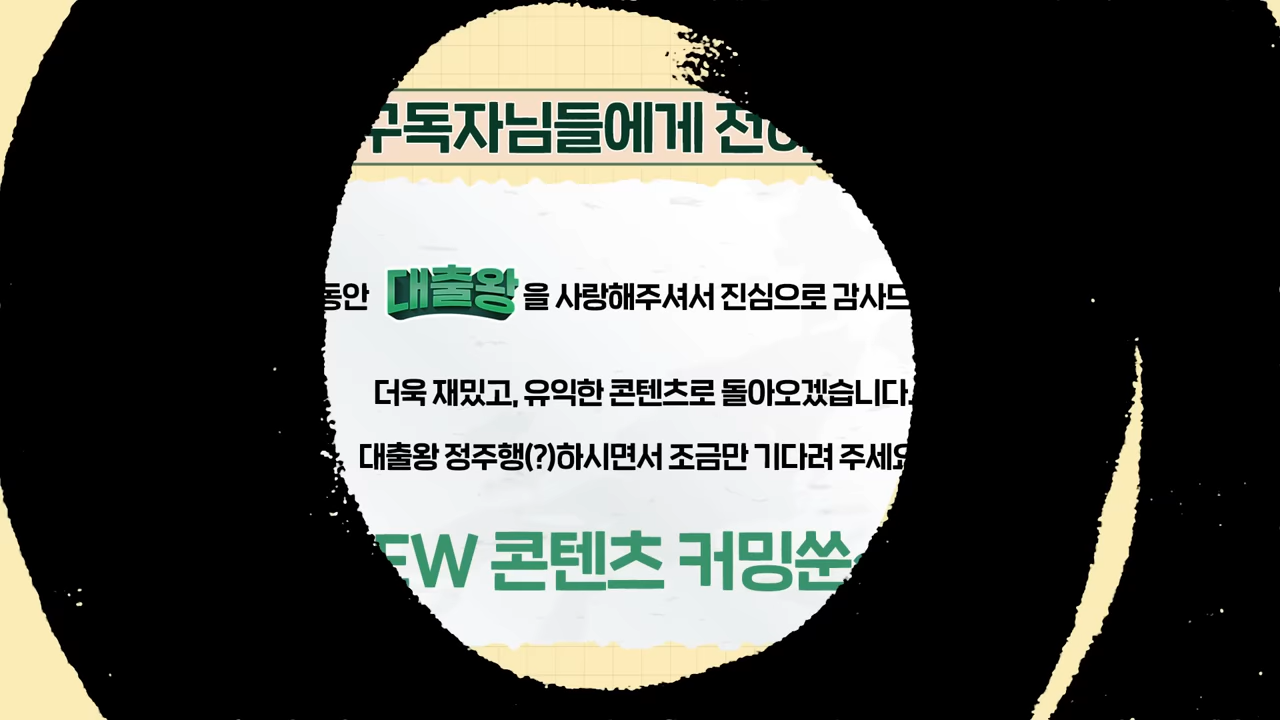 구독자님들에게 전하
동안 대출왕을 사랑해주셔서 진심으로 감사드
더욱 재밌고, 유익한 콘텐츠로 돌아오겠습니다.
대출왕 정주행(?)하시면서 조금만 기다려 주세요
EW 콘텐츠 커밍쑨